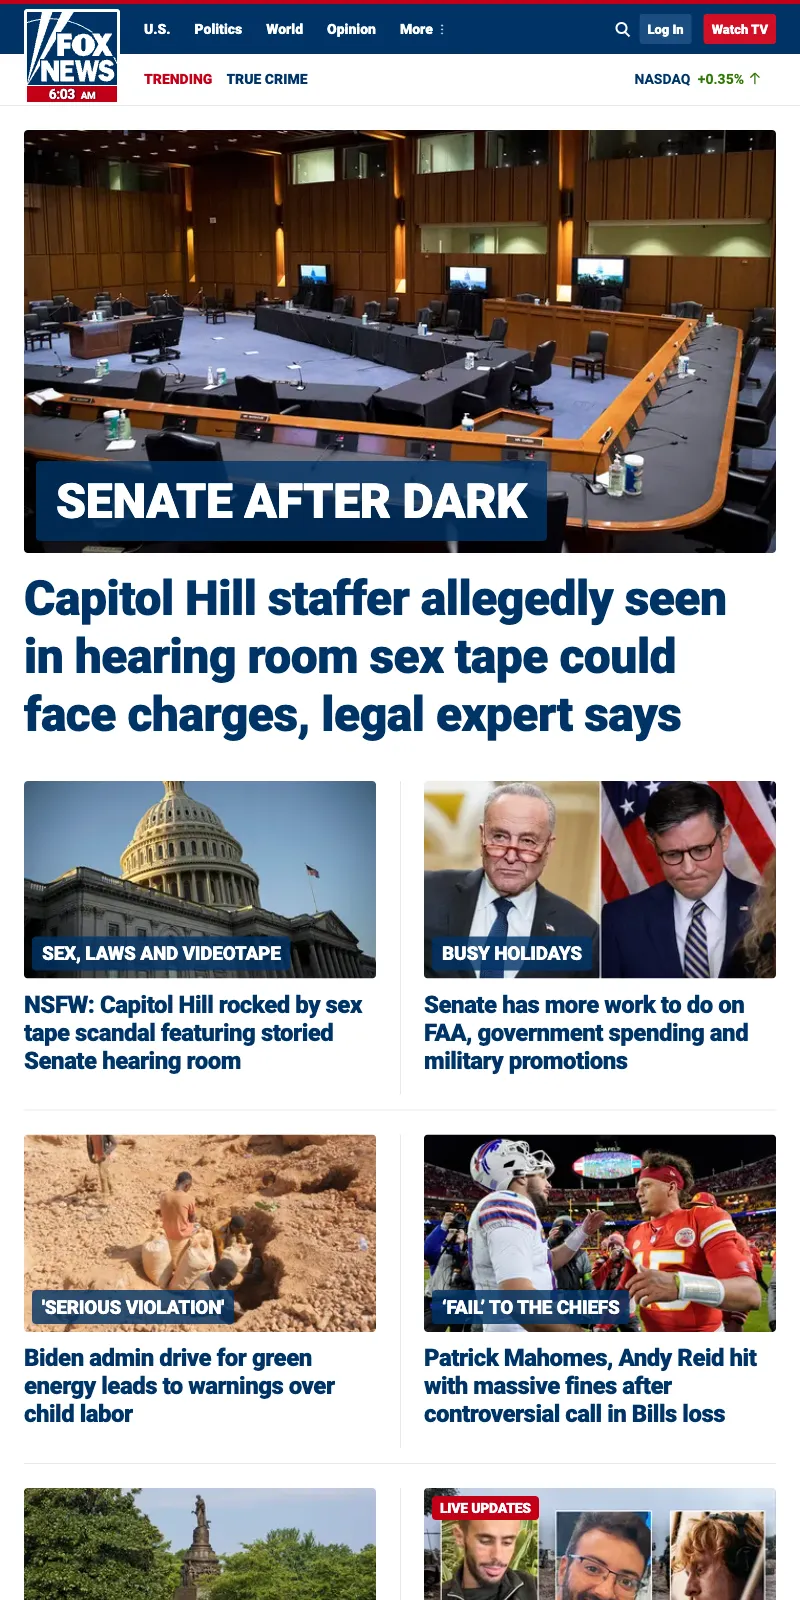 U.S. Politics World Opinion More Log In Watch TV
FOX
NEWS
6:03 AM
TRENDING TRUE CRIME NASDAQ +0.35% ↑
SENATE AFTER DARK
Capitol Hill staffer allegedly seen
in hearing room sex tape could
face charges, legal expert says
SEX, LAWS AND VIDEOTAPE
NSFW: Capitol Hill rocked by sex
tape scandal featuring storied
Senate hearing room
BUSY HOLIDAYS
Senate has more work to do on
FAA, government spending and
military promotions
'SERIOUS VIOLATION'
Biden admin drive for green
energy leads to warnings over
child labor
15
‘FAIL’ TO THE CHIEFS
Patrick Mahomes, Andy Reid hit
with massive fines after
controversial call in Bills loss
LIVE UPDATES